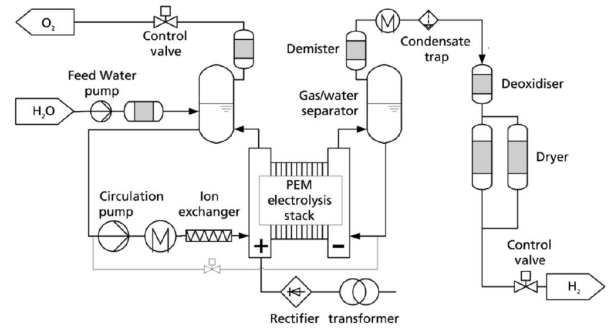 O₂
Control
valve
Feed Water
pump
H₂O
Demister
Condensate
trap
Gas/water
separator
Deoxidiser
Dryer
Circulation
pump
Ion
exchanger
PEM
electrolysis
stack
+
−
Control
valve
H₂
Rectifier
transformer